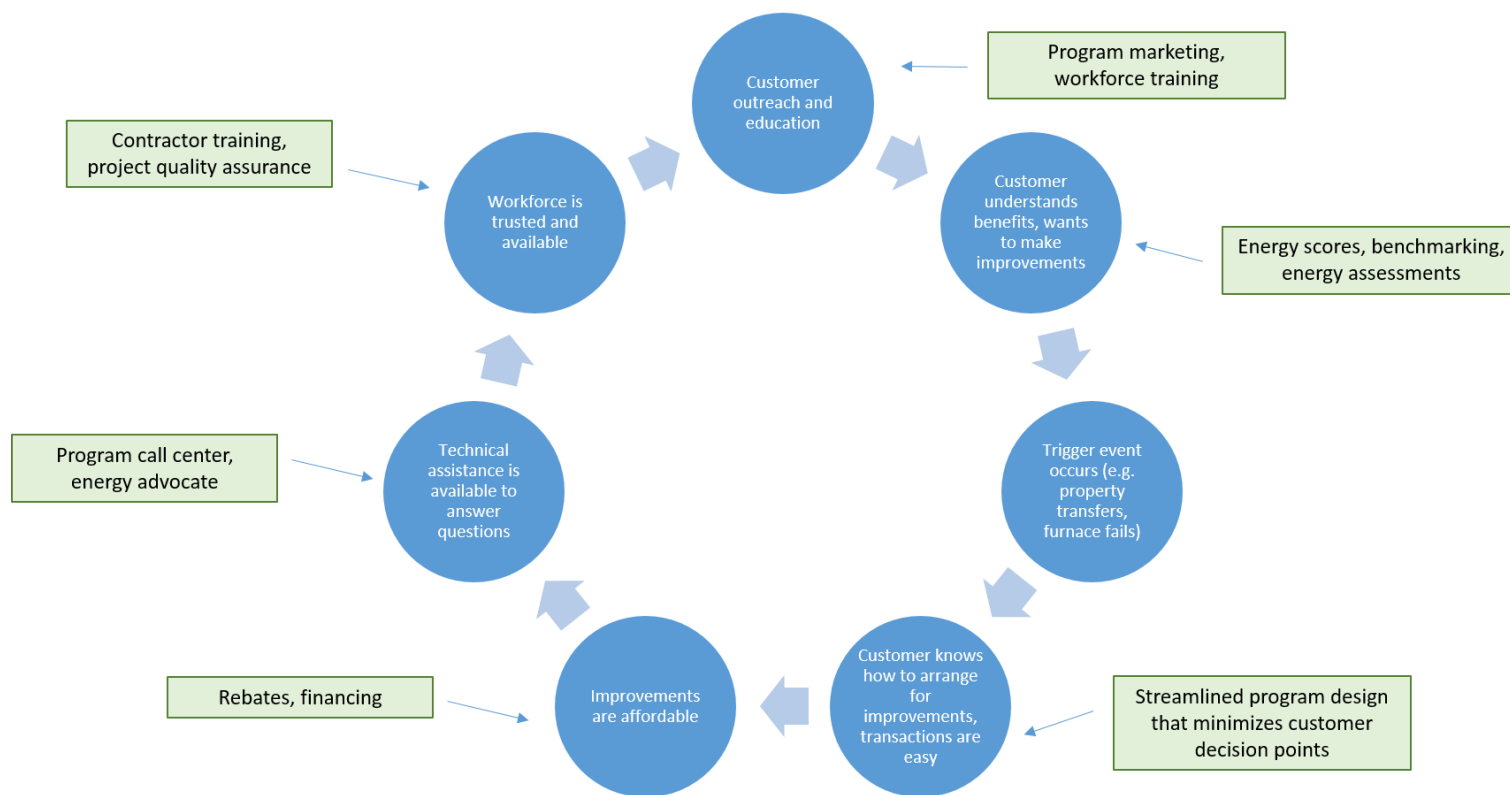 Customer
outreach and
education
Program marketing,
workforce training
Customer
understands
benefits, wants
to make
improvements
Energy scores, benchmarking,
energy assessments
Trigger event
occurs (e.g.
property
transfers,
furnace fails)
Customer knows
how to arrange
for
improvements,
transactions are
easy
Streamlined program design
that minimizes customer
decision points
Improvements
are affordable
Rebates, financing
Technical
assistance is
available to
answer
questions
Program call center,
energy advocate
Workforce is
trusted and
available
Contractor training,
project quality assurance